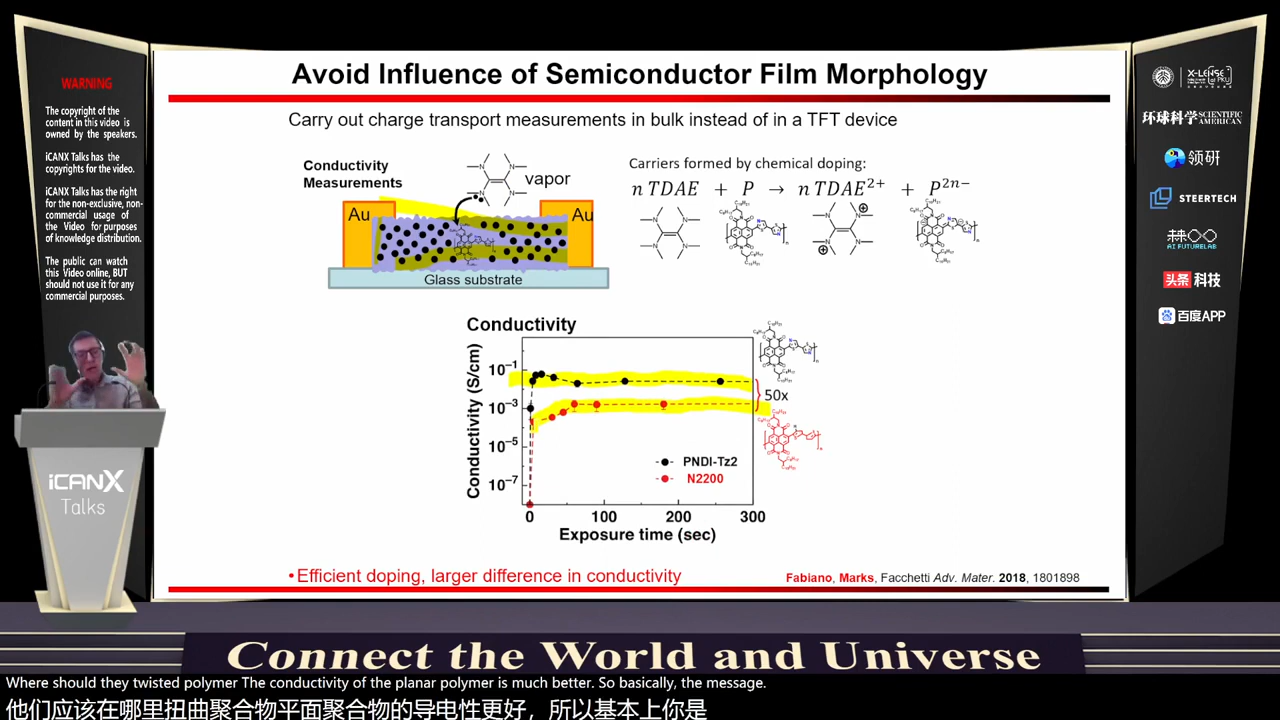 WARNING
The copyright of the
content in this video is
owned by the speakers.
iCANX Talks has the
copyrights for the video.
iCANX Talks has the right
for the non-exclusive, non-
commercial usage of
the Video for purposes
of knowledge distribution.
The public can watch
this Video online, BUT
should not use it for any
commercial purposes.
iCANX
Talks
Avoid Influence of Semiconductor Film Morphology
Carry out charge transport measurements in bulk instead of in a TFT device
Conductivity
Measurements
vapor
Au
Au
Glass substrate
Carriers formed by chemical doping:
n TDAE + P → n TDAE²⁺ + P²ⁿ⁻
Conductivity
Conductivity (S/cm)
10⁻¹
10⁻³
10⁻⁵
10⁻⁷
PNDI-Tz2
N2200
0 100 200 300
Exposure time (sec)
50x
•Efficient doping, larger difference in conductivity
Fabiano, Marks, Facchetti Adv. Mater. 2018, 1801898
X-LENSE
环球科学 SCIENTIFIC AMERICAN
领研
STEERTECH
AI FUTURELAB
头条 科技
百度APP
Connect the World and Universe
Where should they twisted polymer The conductivity of the planar polymer is much better. So basically, the message.
他们应该在哪里扭曲聚合物平面聚合物的导电性更好，所以基本上你是